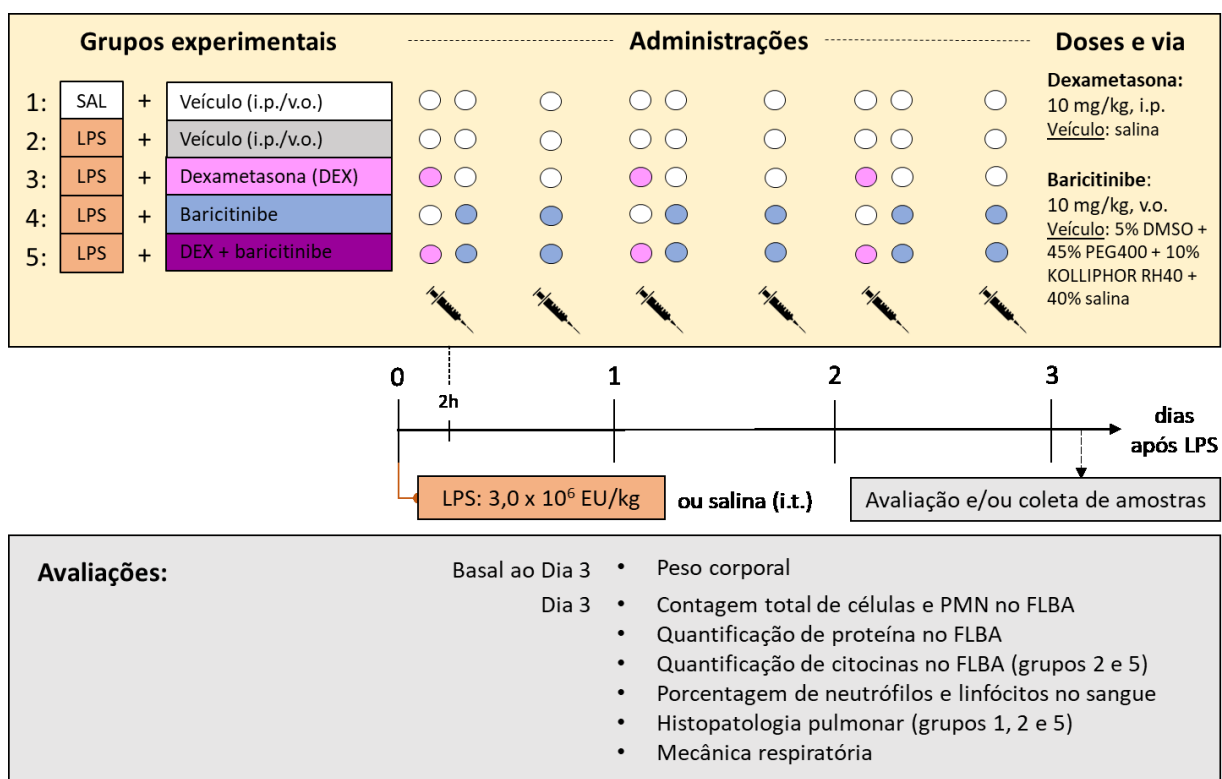 Grupos experimentais
Administrações
Doses e via
1: SAL + Veículo (i.p./v.o.)
2: LPS + Veículo (i.p./v.o.)
3: LPS + Dexametasona (DEX)
4: LPS + Baricitinibe
5: LPS + DEX + baricitinibe
Dexametasona:
10 mg/kg, i.p.
Veículo: salina
Baricitinibe:
10 mg/kg, v.o.
Veículo: 5% DMSO +
45% PEG400 + 10%
KOLLIPHOR RH40 +
40% salina
0 1 2 3
2h
dias
após LPS
LPS: 3,0 x 10⁶ EU/kg ou salina (i.t.)
Avaliação e/ou coleta de amostras
Avaliações:
Basal ao Dia 3 • Peso corporal
Dia 3 • Contagem total de células e PMN no FLBA
• Quantificação de proteína no FLBA
• Quantificação de citocinas no FLBA (grupos 2 e 5)
• Porcentagem de neutrófilos e linfócitos no sangue
• Histopatologia pulmonar (grupos 1, 2 e 5)
• Mecânica respiratória